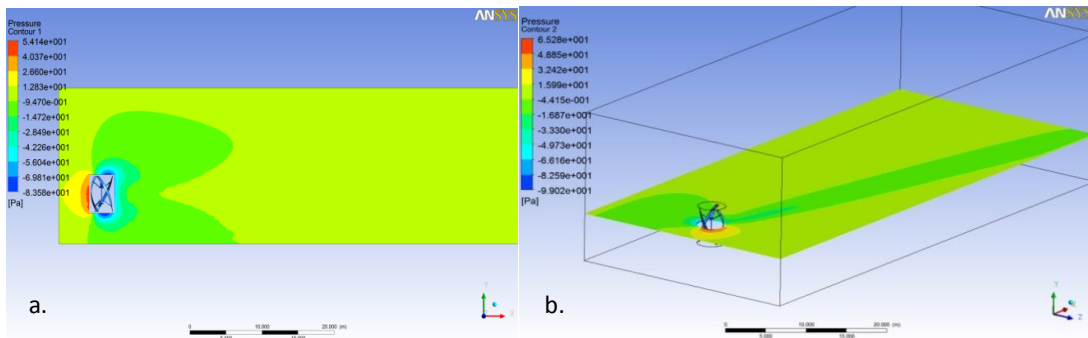 ANSYS
Pressure
Contour 1
5.414e+001
4.037e+001
2.660e+001
1.283e+001
-9.470e-001
-1.472e+001
-2.849e+001
-4.226e+001
-5.604e+001
-6.981e+001
-8.358e+001
[Pa]
a.
Y
X
Z
0
10.000
20.000 (m)
5.000
15.000
ANSYS
Pressure
Contour 2
6.528e+001
4.885e+001
3.242e+001
1.599e+001
-4.415e-001
-1.687e+001
-3.330e+001
-4.973e+001
-6.616e+001
-8.259e+001
-9.902e+001
[Pa]
b.
Y
X
Z
0
10.000
20.000 (m)
5.000
15.000